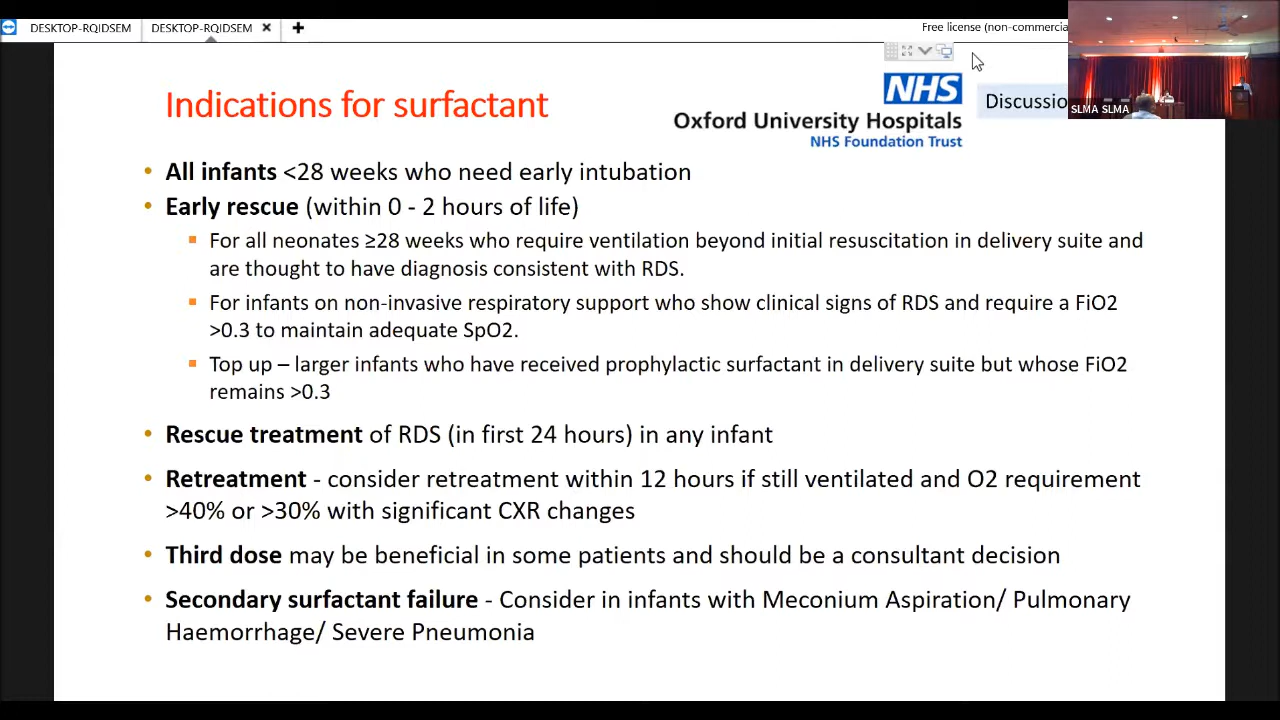 DESKTOP-RQIDSEM
DESKTOP-RQIDSEM
Free license (non-commercia
Indications for surfactant
NHS
Discussio
SLMA SLMA
Oxford University Hospitals
NHS Foundation Trust
• All infants <28 weeks who need early intubation
• Early rescue (within 0 - 2 hours of life)
▪ For all neonates ≥28 weeks who require ventilation beyond initial resuscitation in delivery suite and
are thought to have diagnosis consistent with RDS.
▪ For infants on non-invasive respiratory support who show clinical signs of RDS and require a FiO2
>0.3 to maintain adequate SpO2.
▪ Top up – larger infants who have received prophylactic surfactant in delivery suite but whose FiO2
remains >0.3
• Rescue treatment of RDS (in first 24 hours) in any infant
• Retreatment - consider retreatment within 12 hours if still ventilated and O2 requirement
>40% or >30% with significant CXR changes
• Third dose may be beneficial in some patients and should be a consultant decision
• Secondary surfactant failure - Consider in infants with Meconium Aspiration/ Pulmonary
Haemorrhage/ Severe Pneumonia